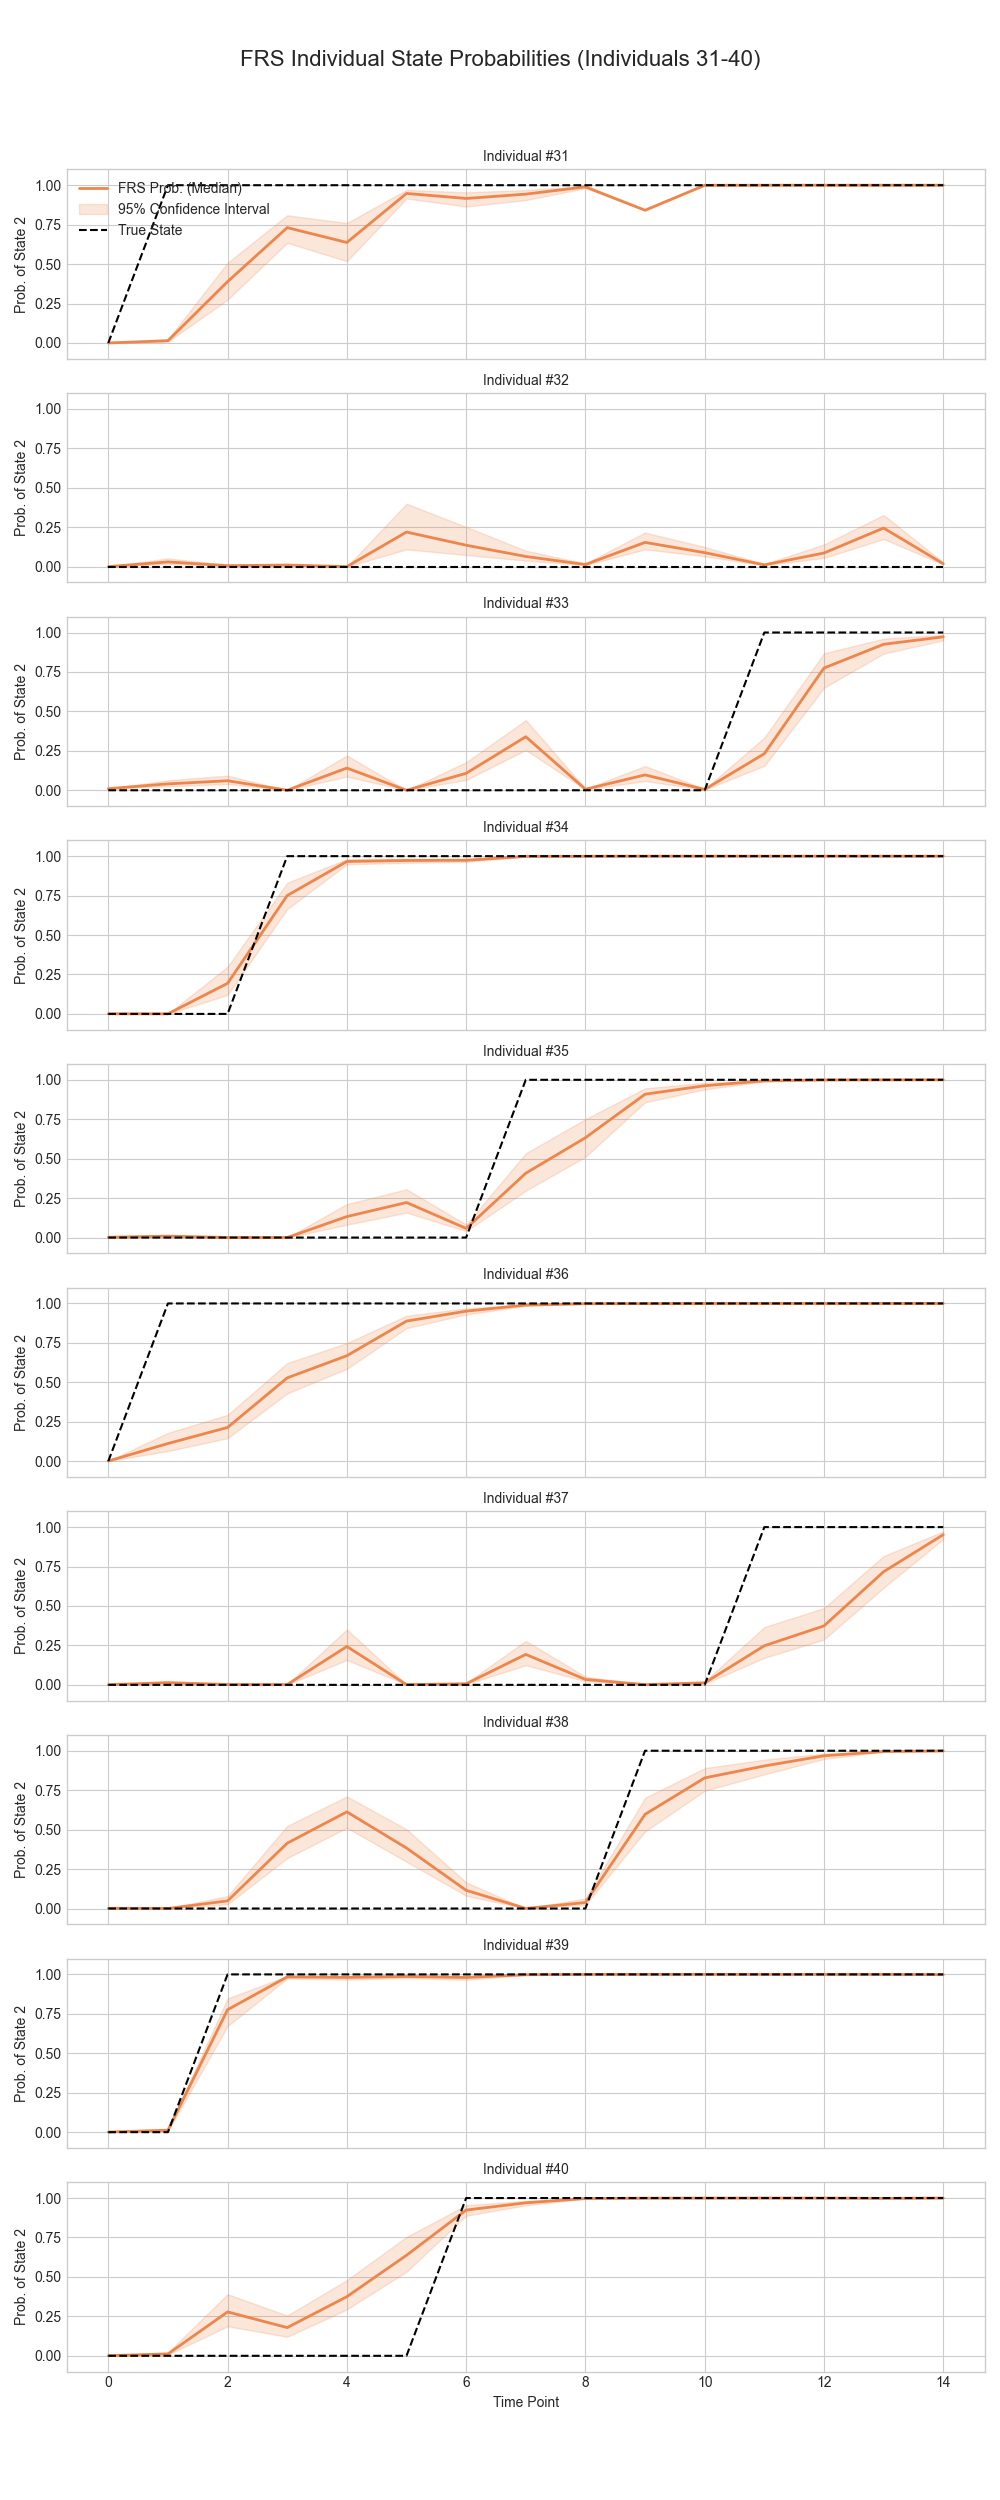 FRS Individual State Probabilities (Individuals 31-40)
Individual #31
1.00
0.75
0.50
0.25
0.00
Prob. of State 2
FRS Prob. (Median)
95% Confidence Interval
True State
Individual #32
1.00
0.75
0.50
0.25
0.00
Prob. of State 2
Individual #33
1.00
0.75
0.50
0.25
0.00
Prob. of State 2
Individual #34
1.00
0.75
0.50
0.25
0.00
Prob. of State 2
Individual #35
1.00
0.75
0.50
0.25
0.00
Prob. of State 2
Individual #36
1.00
0.75
0.50
0.25
0.00
Prob. of State 2
Individual #37
1.00
0.75
0.50
0.25
0.00
Prob. of State 2
Individual #38
1.00
0.75
0.50
0.25
0.00
Prob. of State 2
Individual #39
1.00
0.75
0.50
0.25
0.00
Prob. of State 2
Individual #40
1.00
0.75
0.50
0.25
0.00
Prob. of State 2
0 2 4 6 8 10 12 14
Time Point